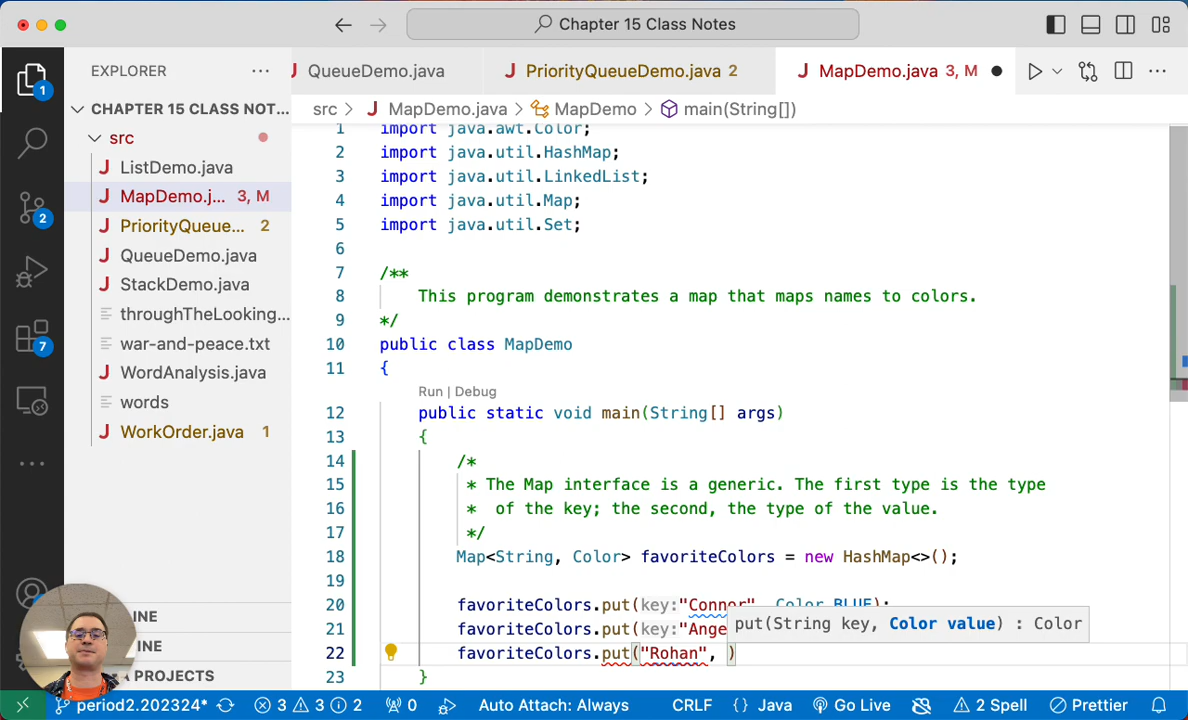 Chapter 15 Class Notes
EXPLORER
QueueDemo.java
PriorityQueueDemo.java 2
MapDemo.java 3, M
CHAPTER 15 CLASS NOT...
src > J MapDemo.java > MapDemo > main(String[])
src
J ListDemo.java
J MapDemo.j... 3, M
J PriorityQueue... 2
J QueueDemo.java
J StackDemo.java
throughTheLooking...
war-and-peace.txt
J WordAnalysis.java
words
J WorkOrder.java 1
1 import java.awt.Color;
2 import java.util.HashMap;
3 import java.util.LinkedList;
4 import java.util.Map;
5 import java.util.Set;
6
7 /**
8 This program demonstrates a map that maps names to colors.
9 */
10 public class MapDemo
11 {
Run | Debug
12 public static void main(String[] args)
13 {
14 /*
15 * The Map interface is a generic. The first type is the type
16 * of the key; the second, the type of the value.
17 */
18 Map<String, Color> favoriteColors = new HashMap<>();
19
20 favoriteColors.put(key:"Connor", Color.BLUE);
21 favoriteColors.put(key:"Ange
put(String key, Color value) : Color
22 favoriteColors.put("Rohan", )
23 }
1
2
7
INE
INE
PROJECTS
period2.202324* 3 3 2 0 Auto Attach: Always CRLF {} Java Go Live 2 Spell Prettier